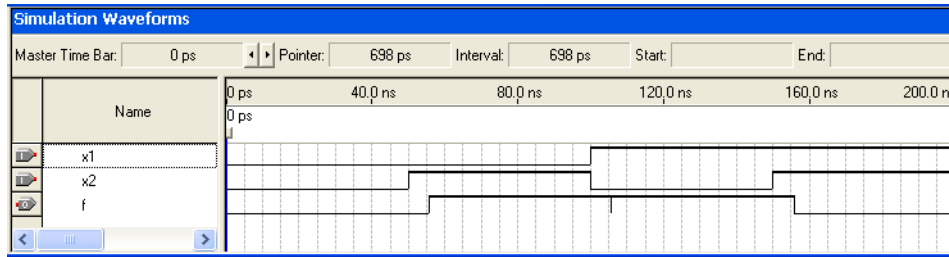 Simulation Waveforms
Master Time Bar: 0 ps Pointer: 698 ps Interval: 698 ps Start: End:
Name
0 ps 40.0 ns 80.0 ns 120.0 ns 160.0 ns 200.0 n
0 ps
x1
x2
f